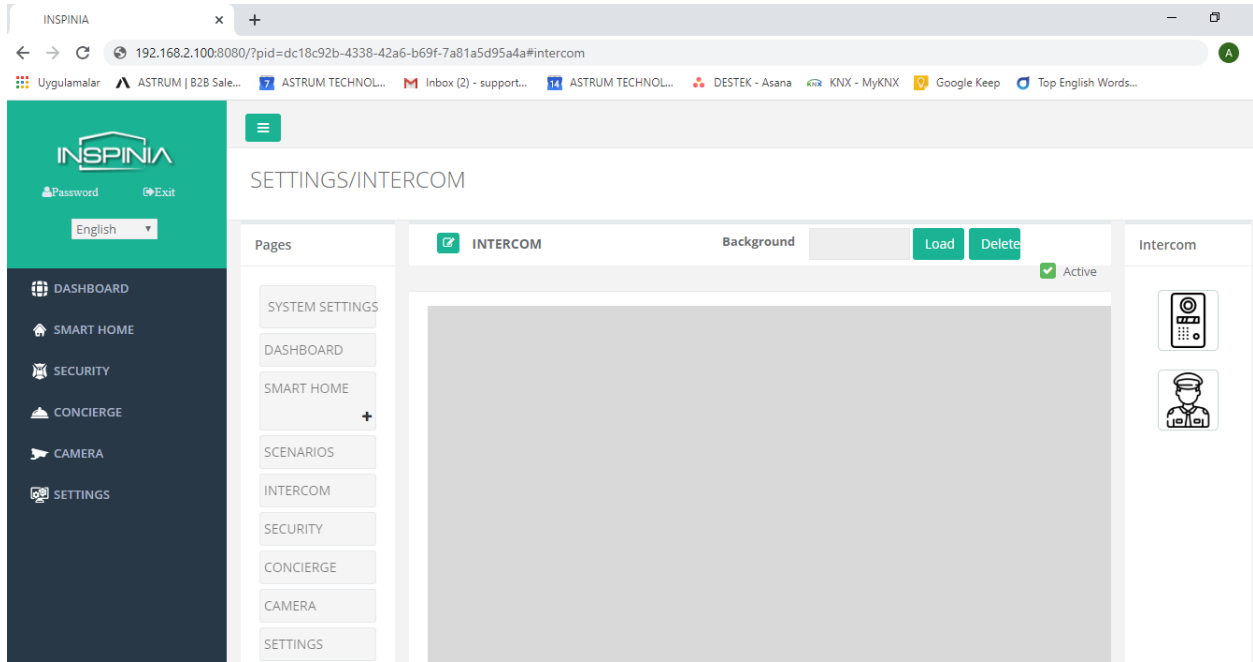 INSPINIA
192.168.2.100:8080/?pid=dc18c92b-4338-42a6-b69f-7a81a5d95a4a#intercom
A
Uygulamalar
ASTRUM | B2B Sale...
7 ASTRUM TECHNOL...
Inbox (2) - support...
14 ASTRUM TECHNOL...
DESTEK - Asana
KNX - MyKNX
Google Keep
Top English Words...
INSPINIA
Password
Exit
English
DASHBOARD
SMART HOME
SECURITY
CONCIERGE
CAMERA
SETTINGS
SETTINGS/INTERCOM
Pages
SYSTEM SETTINGS
DASHBOARD
SMART HOME
SCENARIOS
INTERCOM
SECURITY
CONCIERGE
CAMERA
SETTINGS
INTERCOM
Background
Load
Delete
Active
Intercom